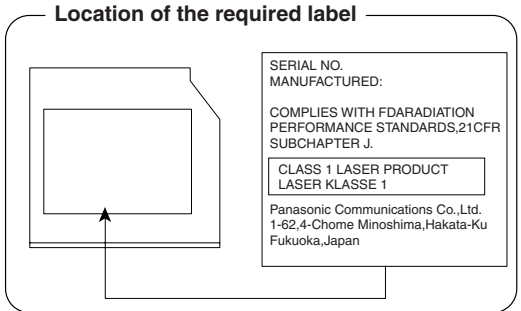 Location of the required label
SERIAL NO.
MANUFACTURED:
COMPLIES WITH FDARADIATION
PERFORMANCE STANDARDS,21CFR
SUBCHAPTER J.
CLASS 1 LASER PRODUCT
LASER KLASSE 1
Panasonic Communications Co.,Ltd.
1-62,4-Chome Minoshima,Hakata-Ku
Fukuoka,Japan